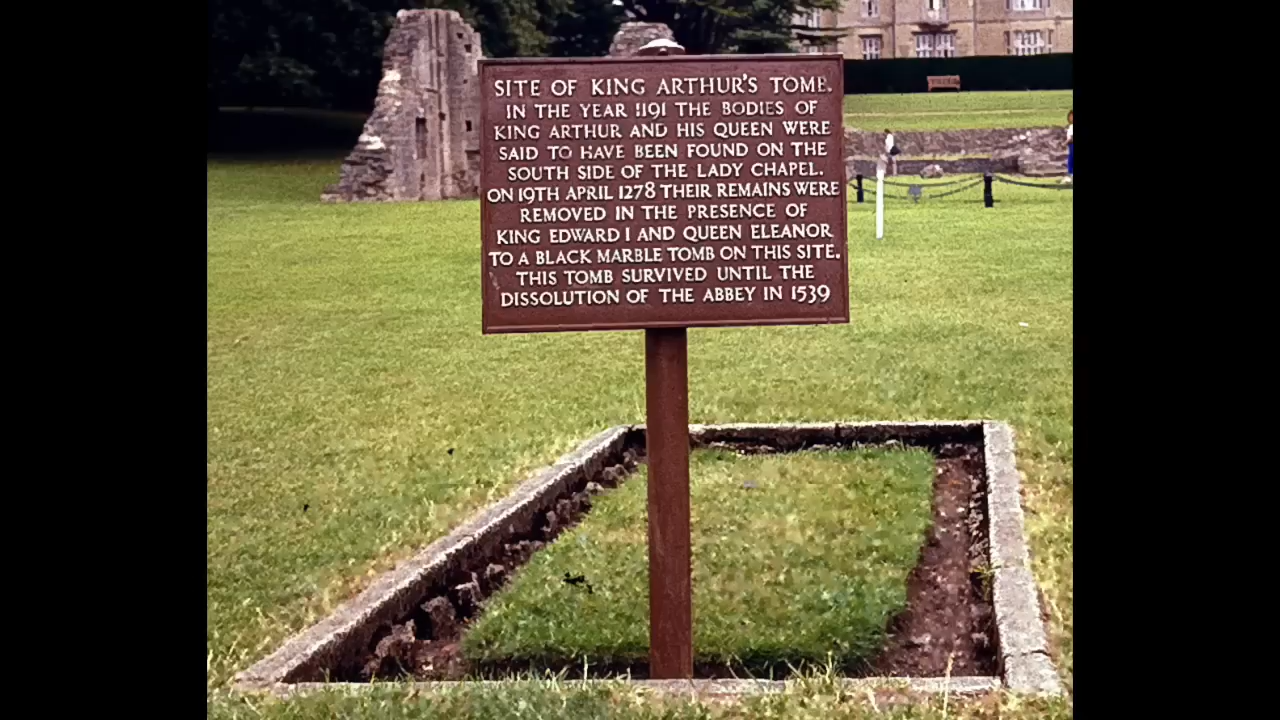 SITE OF KING ARTHUR'S TOMB.
IN THE YEAR 1191 THE BODIES OF
KING ARTHUR AND HIS QUEEN WERE
SAID TO HAVE BEEN FOUND ON THE
SOUTH SIDE OF THE LADY CHAPEL.
ON 19TH APRIL 1278 THEIR REMAINS WERE
REMOVED IN THE PRESENCE OF
KING EDWARD I AND QUEEN ELEANOR
TO A BLACK MARBLE TOMB ON THIS SITE.
THIS TOMB SURVIVED UNTIL THE
DISSOLUTION OF THE ABBEY IN 1539